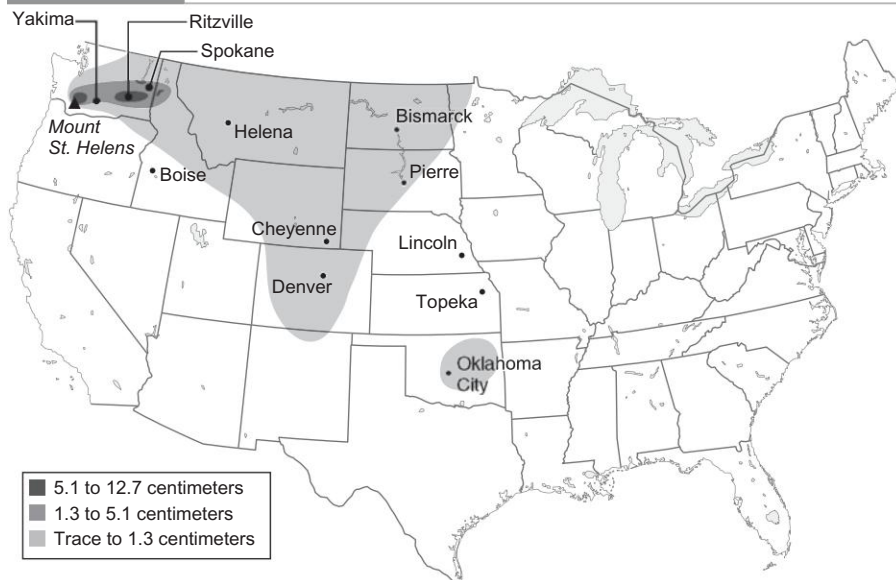 Yakima
Ritzville
Spokane
Mount
St. Helens
Helena
Bismarck
Boise
Pierre
Cheyenne
Lincoln
Denver
Topeka
Oklahoma
City
5.1 to 12.7 centimeters
1.3 to 5.1 centimeters
Trace to 1.3 centimeters